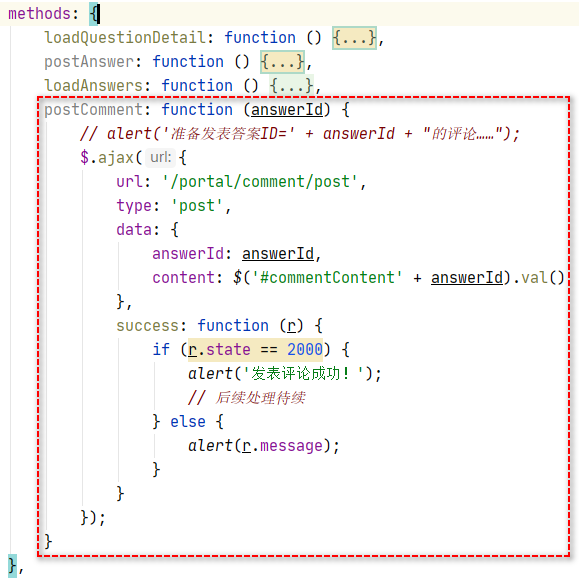 methods: {
    loadQuestionDetail: function () {...},
    postAnswer: function () {...},
    loadAnswers: function () {...},
    postComment: function (answerId) {
        // alert('准备发表答案ID=' + answerId + "的评论……");
        $.ajax( url: {
            url: '/portal/comment/post',
            type: 'post',
            data: {
                answerId: answerId,
                content: $('#commentContent' + answerId).val()
            },
            success: function (r) {
                if (r.state == 2000) {
                    alert('发表评论成功！');
                    // 后续处理待续
                } else {
                    alert(r.message);
                }
            }
        });
    }
},